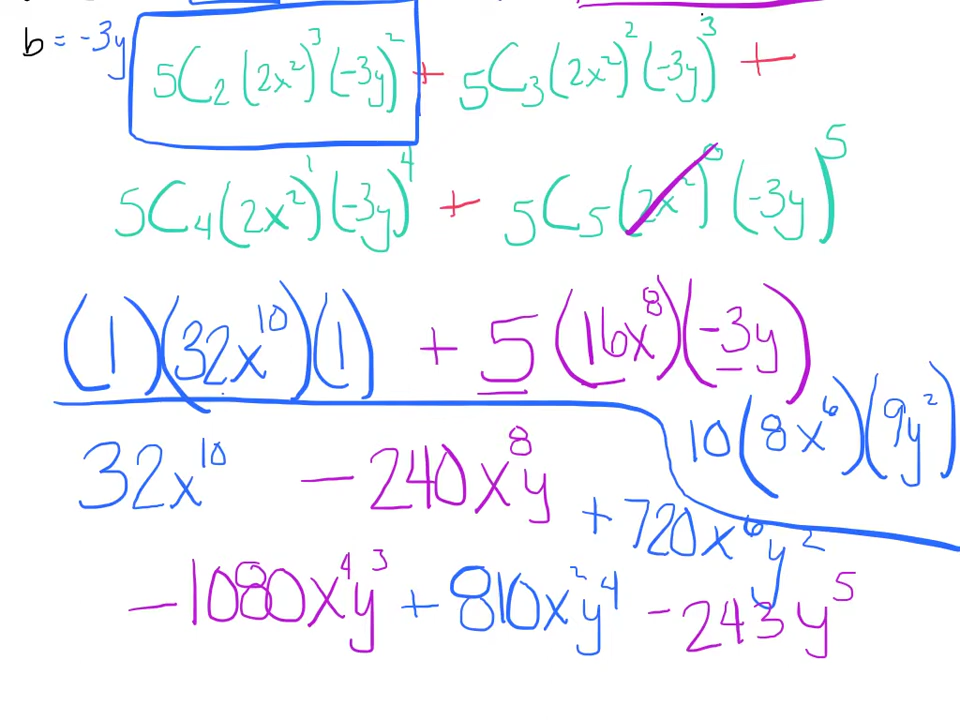 b = -3y
5C₂(2x²)³(-3y)² + 5C₃(2x²)²(-3y)³ +
5C₄(2x²)¹(-3y)⁴ + 5C₅(2x²)⁰(-3y)⁵
(1)(32x¹⁰)(1) + 5(16x⁸)(-3y)
10(8x⁶)(9y²)
32x¹⁰ - 240x⁸y + 720x⁶y²
- 1080x⁴y³ + 810x²y⁴ - 243y⁵